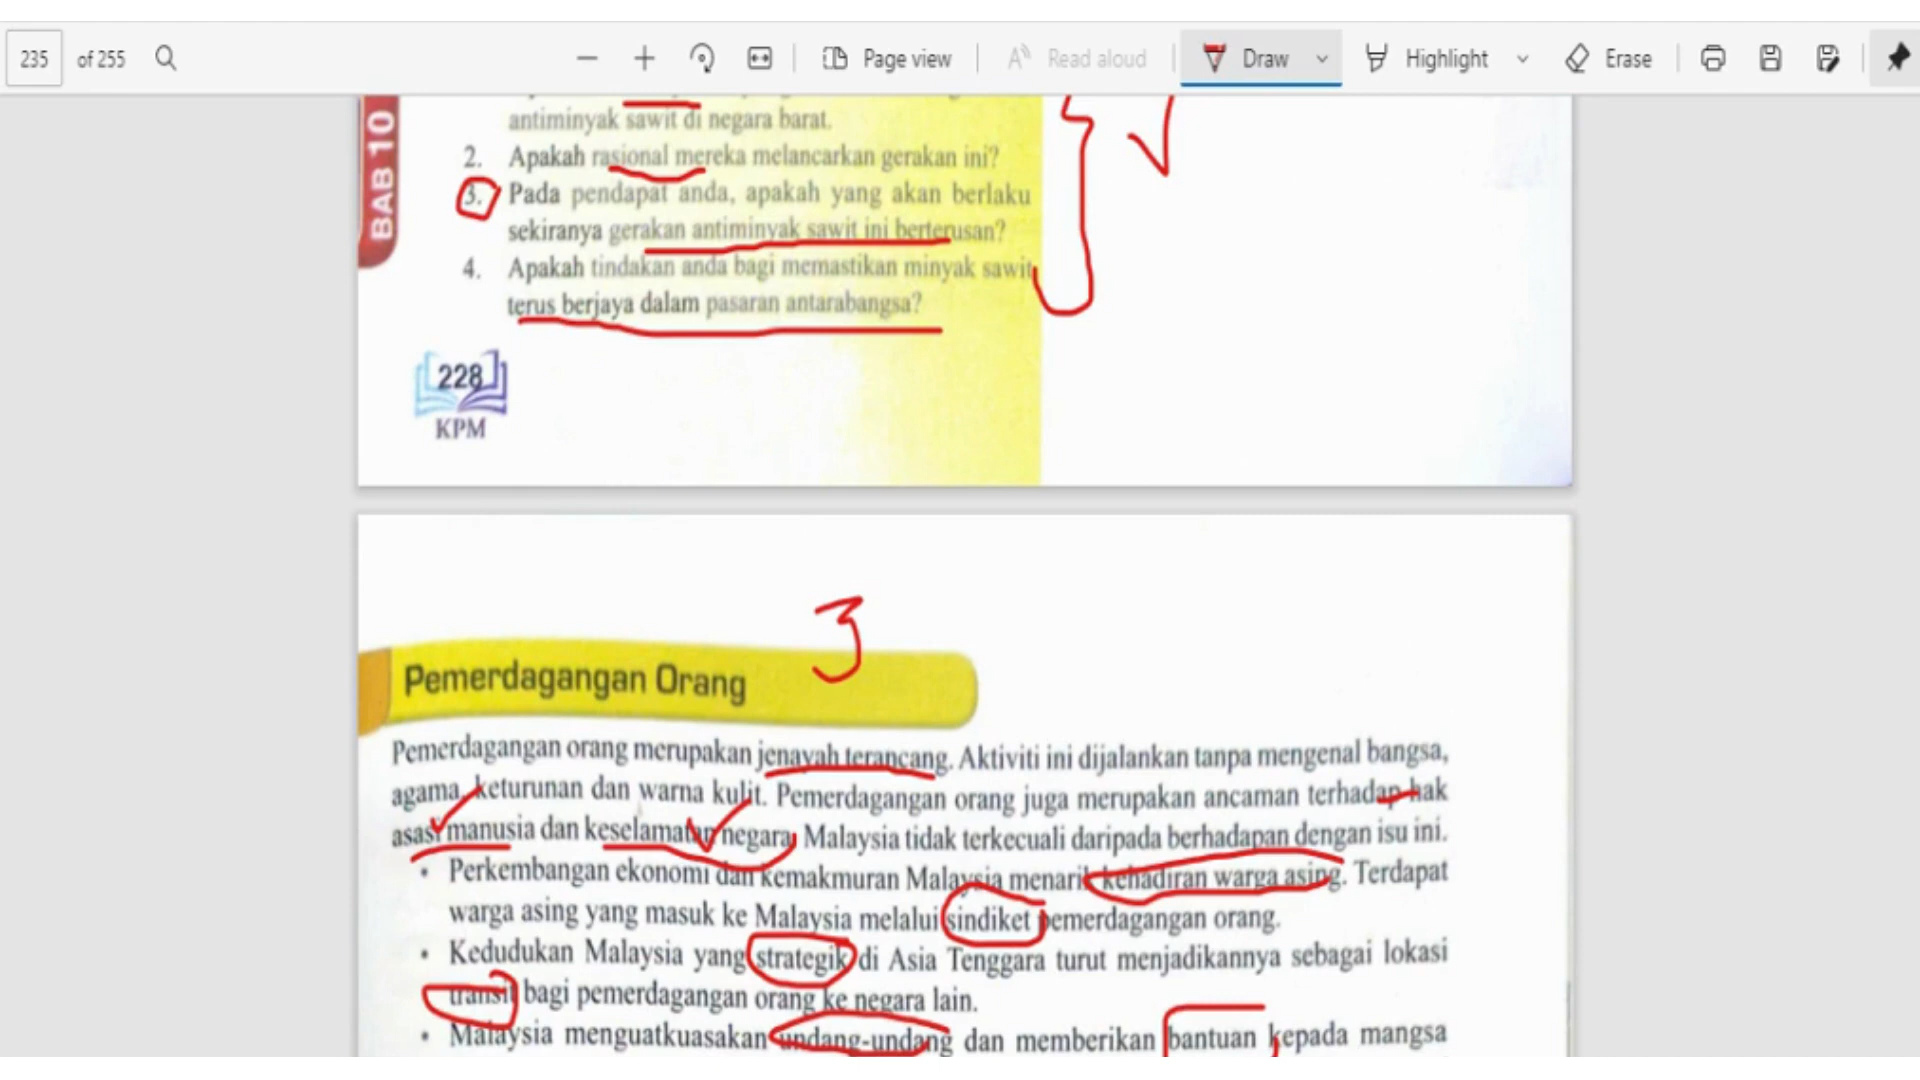 235 of 255 Page view Read aloud Draw Highlight Erase
antiminyak sawit di negara barat.
2. Apakah rasional mereka melancarkan gerakan ini?
3. Pada pendapat anda, apakah yang akan berlaku
sekiranya gerakan antiminyak sawit ini berterusan?
4. Apakah tindakan anda bagi memastikan minyak sawit
terus berjaya dalam pasaran antarabangsa?
BAB 10
228
KPM
3
Pemerdagangan Orang
Pemerdagangan orang merupakan jenayah terancang. Aktiviti ini dijalankan tanpa mengenal bangsa,
agama, keturunan dan warna kulit. Pemerdagangan orang juga merupakan ancaman terhadap hak
asasi manusia dan keselamatan negara. Malaysia tidak terkecuali daripada berhadapan dengan isu ini.
• Perkembangan ekonomi dan kemakmuran Malaysia menarik kehadiran warga asing. Terdapat
warga asing yang masuk ke Malaysia melalui sindiket pemerdagangan orang.
• Kedudukan Malaysia yang strategik di Asia Tenggara turut menjadikannya sebagai lokasi
transit bagi pemerdagangan orang ke negara lain.
• Malaysia menguatkuasakan undang-undang dan memberikan bantuan kepada mangsa